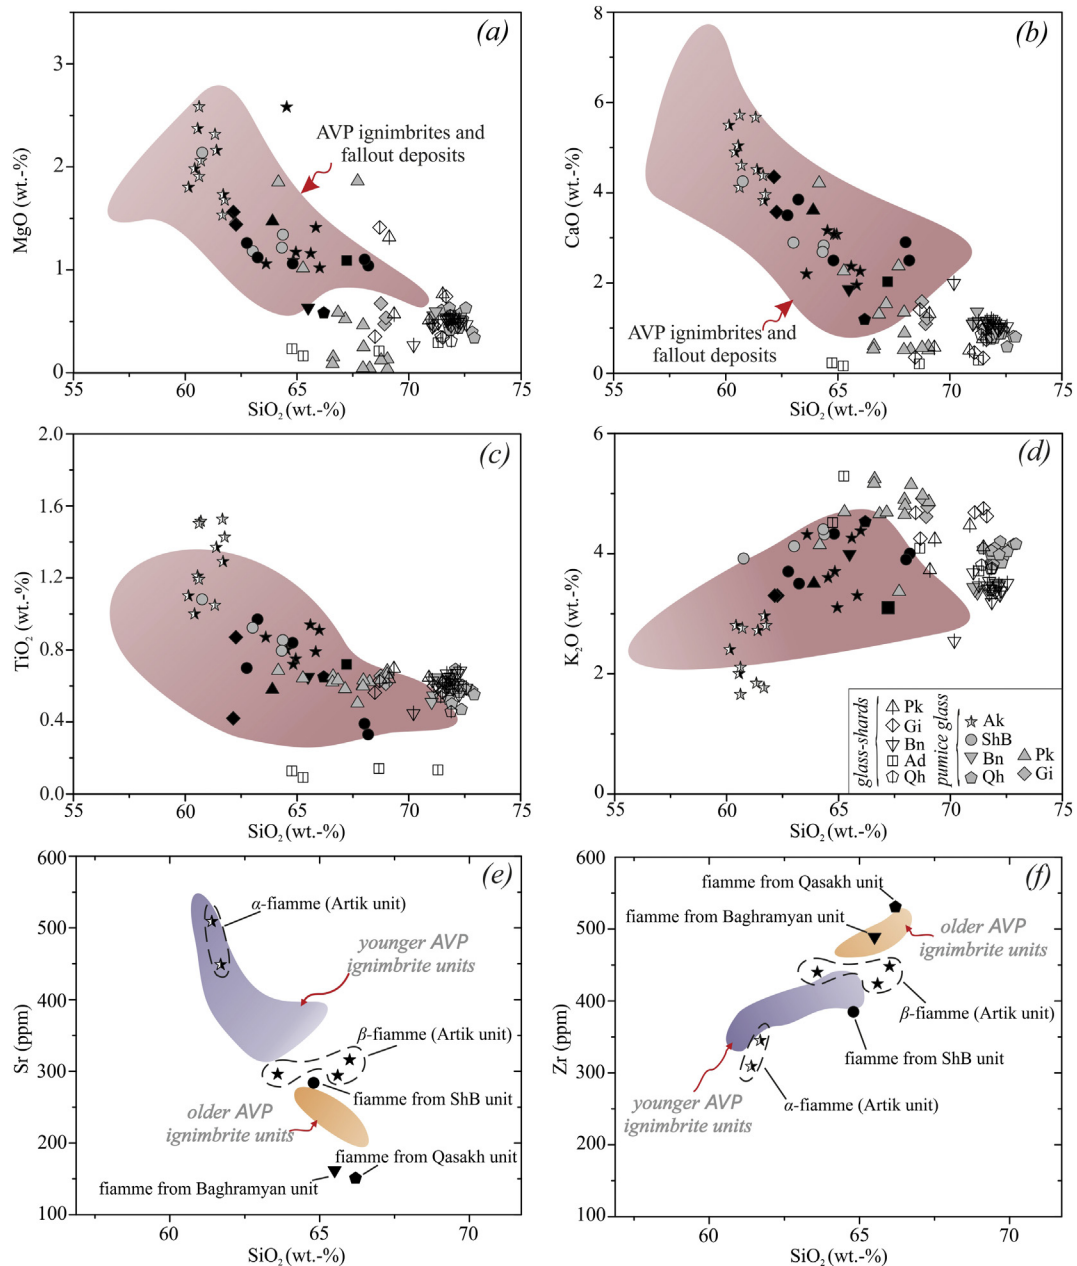 (a)
3
2
1
0
MgO (wt.-%)
AVP ignimbrites and
fallout deposits
55
60
65
70
75
SiO2 (wt.-%)
(b)
8
6
4
2
0
CaO (wt.-%)
AVP ignimbrites and
fallout deposits
55
60
65
70
75
SiO2 (wt.-%)
(c)
2.0
1.6
1.2
0.8
0.4
0.0
TiO2 (wt.-%)
55
60
65
70
75
SiO2 (wt.-%)
(d)
6
4
2
0
K2O (wt.-%)
glass-shards
Pk
Gi
Bn
Ad
Qh
pumice glass
Ak
ShB
Bn
Qh
Pk
Gi
55
60
65
70
75
SiO2 (wt.-%)
(e)
600
500
400
300
200
100
Sr (ppm)
α-fiamme (Artik unit)
younger AVP
ignimbrite units
β-fiamme (Artik unit)
fiamme from ShB unit
older AVP
ignimbrite units
fiamme from Qasakh unit
fiamme from Baghramyan unit
60
65
70
SiO2 (wt.-%)
(f)
600
500
400
300
200
100
Zr (ppm)
fiamme from Qasakh unit
fiamme from Baghramyan unit
older AVP
ignimbrite units
β-fiamme (Artik unit)
fiamme from ShB unit
α-fiamme (Artik unit)
younger AVP
ignimbrite units
60
65
70
SiO2 (wt.-%)